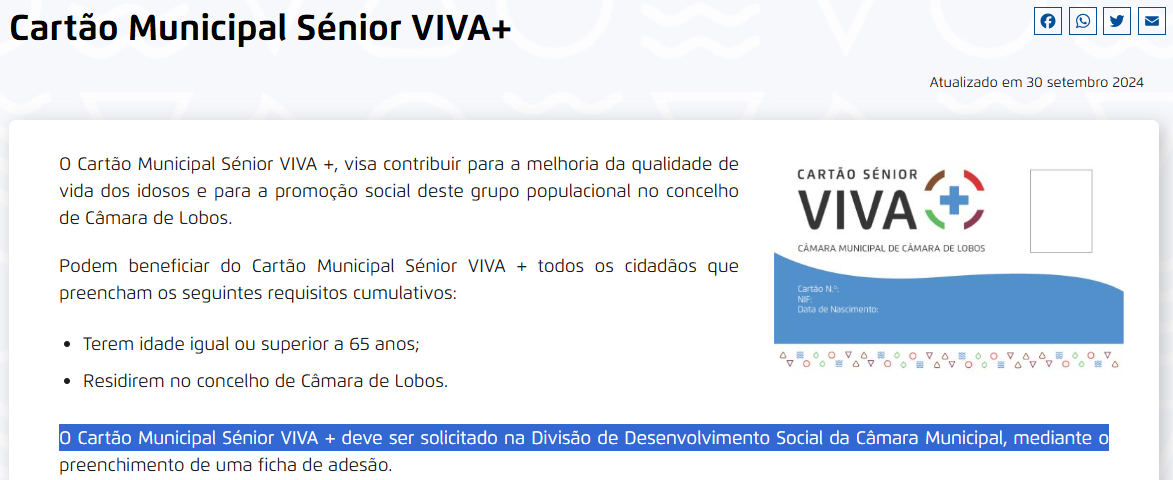 Cartão Municipal Sénior VIVA+
Atualizado em 30 setembro 2024
O Cartão Municipal Sénior VIVA +, visa contribuir para a melhoria da qualidade de
vida dos idosos e para a promoção social deste grupo populacional no concelho
de Câmara de Lobos.
Podem beneficiar do Cartão Municipal Sénior VIVA + todos os cidadãos que
preencham os seguintes requisitos cumulativos:
• Terem idade igual ou superior a 65 anos;
• Residirem no concelho de Câmara de Lobos.
CARTÃO SÉNIOR
VIVA+
CÂMARA MUNICIPAL DE CÂMARA DE LOBOS
Cartão N.º:
NIF:
Data de Nascimento:
O Cartão Municipal Sénior VIVA + deve ser solicitado na Divisão de Desenvolvimento Social da Câmara Municipal, mediante o
preenchimento de uma ficha de adesão.